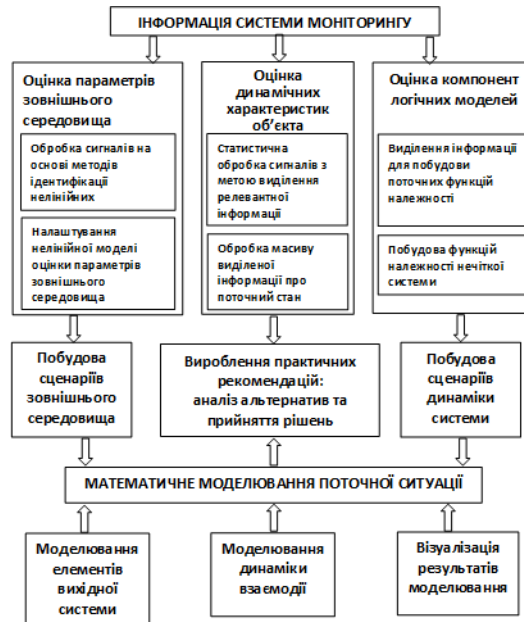 ІНФОРМАЦІЯ СИСТЕМИ МОНІТОРИНГУ
Оцінка параметрів
зовнішнього
середовища
Обробка сигналів на
основі методів
ідентифікації
нелінійних
Налаштування
нелінійної моделі
оцінки параметрів
зовнішнього
середовища
Оцінка
динамічних
характеристик
об’єкта
Статистична
обробка сигналів з
метою виділення
релевантної
інформації
Обробка масиву
виділеної
інформації про
поточний стан
Оцінка компонент
логічних моделей
Виділення інформації
для побудови
поточних функцій
належності
Побудова функцій
належності нечіткої
системи
Побудова
сценаріїв
зовнішнього
середовища
Вироблення практичних
рекомендацій:
аналіз альтернатив та
прийняття рішень
Побудова
сценаріїв
динаміки
системи
МАТЕМАТИЧНЕ МОДЕЛЮВАННЯ ПОТОЧНОЇ СИТУАЦІЇ
Моделювання
елементів
вихідної
системи
Моделювання
динаміки
взаємодії
Візуалізація
результатів
моделювання